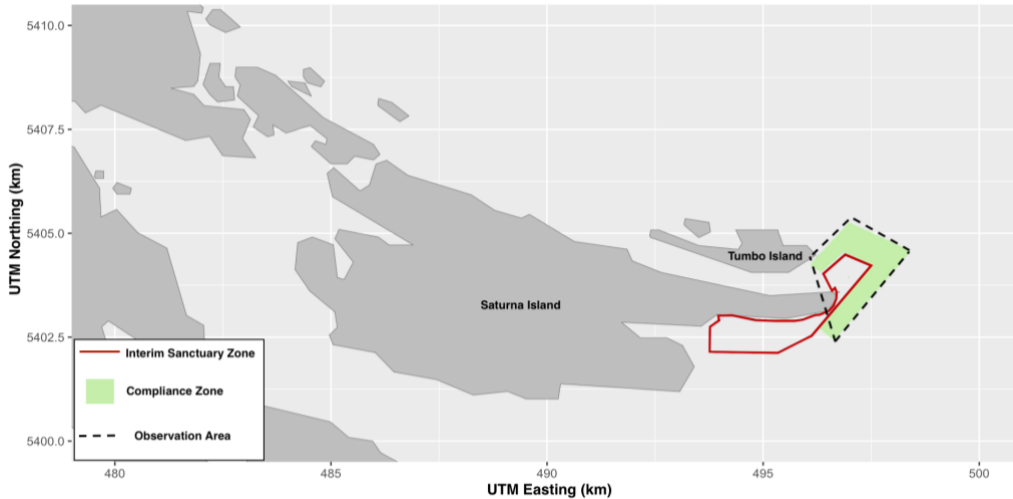 5410.0
5407.5
5405.0
5402.5
5400.0
UTM Northing (km)
Tumbo Island
Saturna Island
Interim Sanctuary Zone
Compliance Zone
Observation Area
480
485
490
495
500
UTM Easting (km)